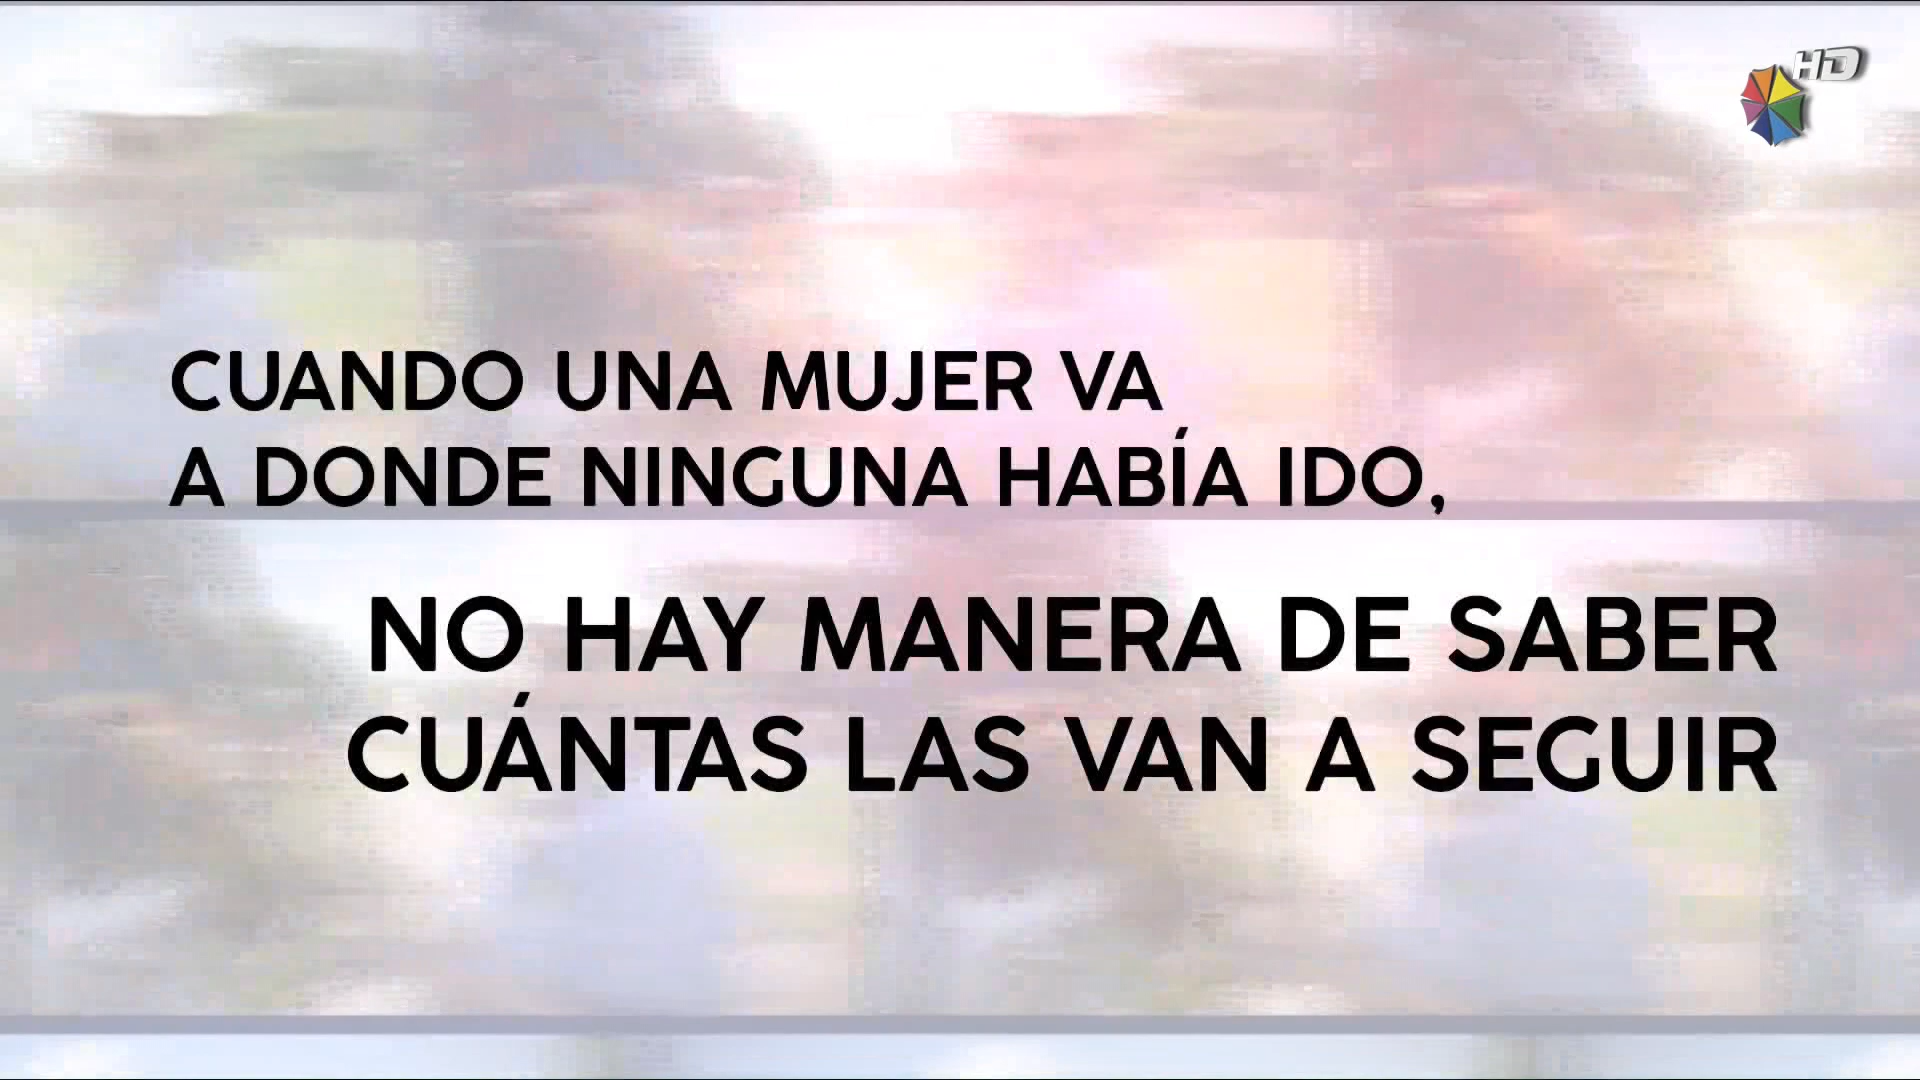 HD
CUANDO UNA MUJER VA
A DONDE NINGUNA HABÍA IDO,
NO HAY MANERA DE SABER
CUÁNTAS LAS VAN A SEGUIR